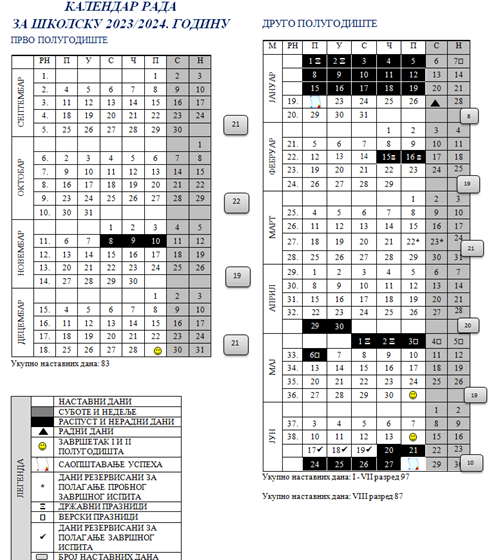 КАЛЕНДАР РАДА
ЗА ШКОЛСКУ 2023/2024. ГОДИНУ
ПРВО ПОЛУГОДИШТЕ
РН П У С Ч П С Н
СЕПТЕМБАР
1. 1 2 3
2. 4 5 6 7 8 9 10
3. 11 12 13 14 15 16 17
4. 18 19 20 21 22 23 24
5. 25 26 27 28 29 30
21
ОКТОБАР
1
6. 2 3 4 5 6 7 8
7. 9 10 11 12 13 14 15
8. 16 17 18 19 20 21 22
9. 23 24 25 26 27 28 29
10. 30 31
22
НОВЕМБАР
1 2 3 4 5
11. 6 7 8 9 10 11 12
12. 13 14 15 16 17 18 19
13. 20 21 22 23 24 25 26
14. 27 28 29 30
19
ДЕЦЕМБАР
1 2 3
15. 4 5 6 7 8 9 10
16. 11 12 13 14 15 16 17
17. 18 19 20 21 22 23 24
18. 25 26 27 28 30 31
21
Укупно наставних дана: 83
ЛЕГЕНДА
НАСТАВНИ ДАНИ
СУБОТЕ И НЕДЕЉЕ
РАСПУСТ И НЕРАДНИ ДАНИ
РАДНИ ДАНИ
ЗАВРШЕТАК I И II
ПОЛУГОДИШТА
САОПШТАВАЊЕ УСПЕХА
* ДАНИ РЕЗЕРВИСАНИ ЗА
ПОЛАГАЊЕ ПРОБНОГ
ЗАВРШНОГ ИСПИТА
ДРЖАВНИ ПРАЗНИЦИ
ВЕРСКИ ПРАЗНИЦИ
✓ ДАНИ РЕЗЕРВИСАНИ ЗА
ПОЛАГАЊЕ ЗАВРШНОГ
ИСПИТА
БРОЈ НАСТАВНИХ ДАНА
ДРУГО ПОЛУГОДИШТЕ
М РН П У С Ч П С Н
ЈАНУАР
1 2 3 4 5 6 7
8 9 10 11 12 13 14
15 16 17 18 19 20 21
19. 23 24 25 26 28
20. 29 30 31
8
ФЕБРУАР
1 2 3 4
21. 5 6 7 8 9 10 11
22. 12 13 14 15 16 17 18
23. 19 20 21 22 23 24 25
24. 26 27 28 29
19
МАРТ
1 2 3
25. 4 5 6 7 8 9 10
26. 11 12 13 14 15 16 17
27. 18 19 20 21 22* 23* 24
28. 25 26 27 28 29 30 31
21
АПРИЛ
29. 1 2 3 4 5 6 7
30. 8 9 10 11 12 13 14
31. 15 16 17 18 19 20 21
32. 22 23 24 25 26 27 28
29 30
20
МАЈ
1 2 3 4 5
33. 6 7 8 9 10 11 12
34. 13 14 15 16 17 18 19
35. 20 21 22 23 24 25 26
36. 27 28 29 30
19
ЈУН
1 2
37. 3 4 5 6 7 8 9
38. 10 11 12 13 15 16
17✓ 18✓ 19✓ 20 21 22 23
24 25 26 27 29 30
10
Укупно наставних дана: I - VII разред 97
Укупно наставних дана: VIII разред 87